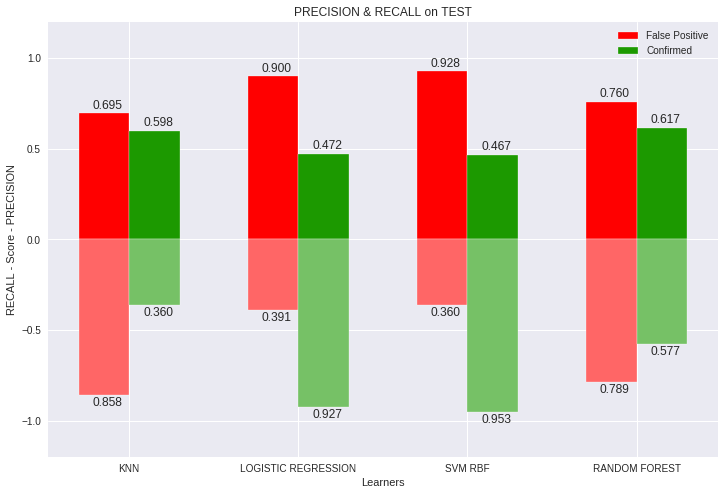 PRECISION & RECALL on TEST
False Positive
Confirmed
RECALL - Score - PRECISION
1.0
0.5
0.0
−0.5
−1.0
0.695
0.598
0.900
0.472
0.928
0.467
0.760
0.617
0.858
0.360
0.391
0.927
0.360
0.953
0.789
0.577
KNN
LOGISTIC REGRESSION
SVM RBF
RANDOM FOREST
Learners